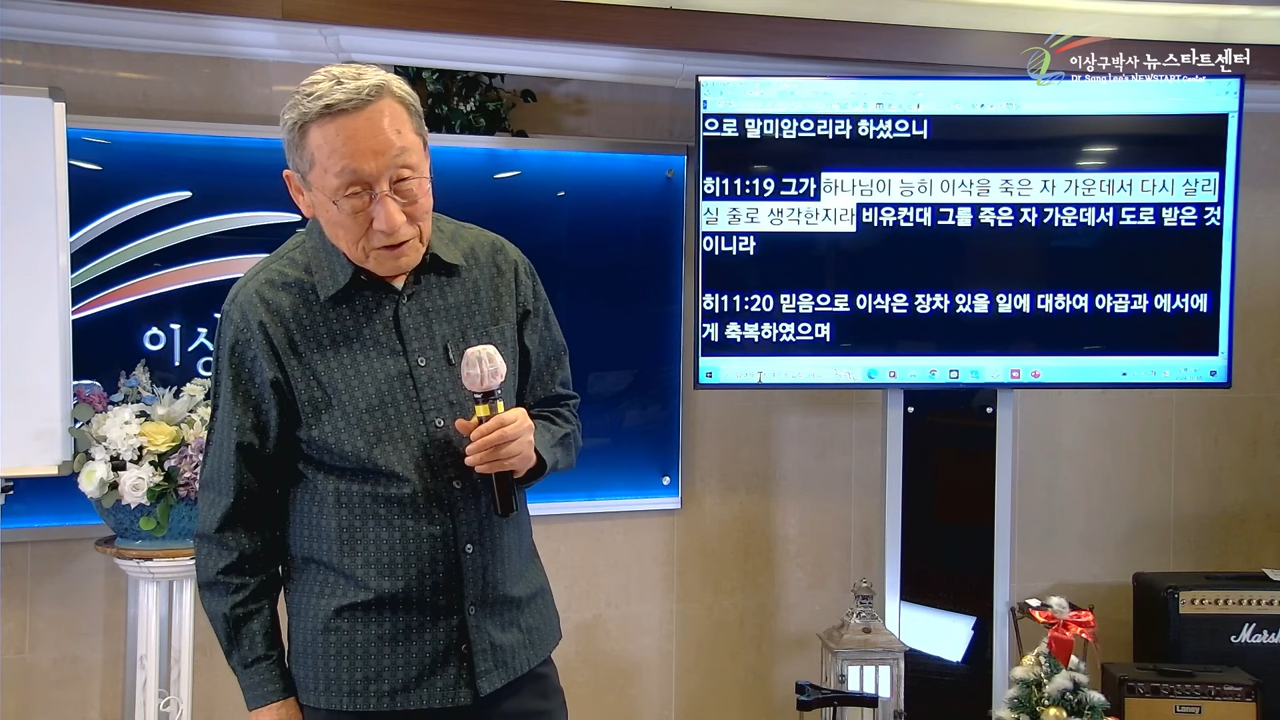 이상구박사 뉴스타트센터
Dr. Sang Lee's NEWSTART Center
으로 말미암으리라 하셨으니
히11:19 그가 하나님이 능히 이삭을 죽은 자 가운데서 다시 살리
실 줄로 생각한지라 비유컨대 그를 죽은 자 가운데서 도로 받은 것
이니라
히11:20 믿음으로 이삭은 장차 있을 일에 대하여 야곱과 에서에
게 축복하였으며
이상
Marsh
Laney